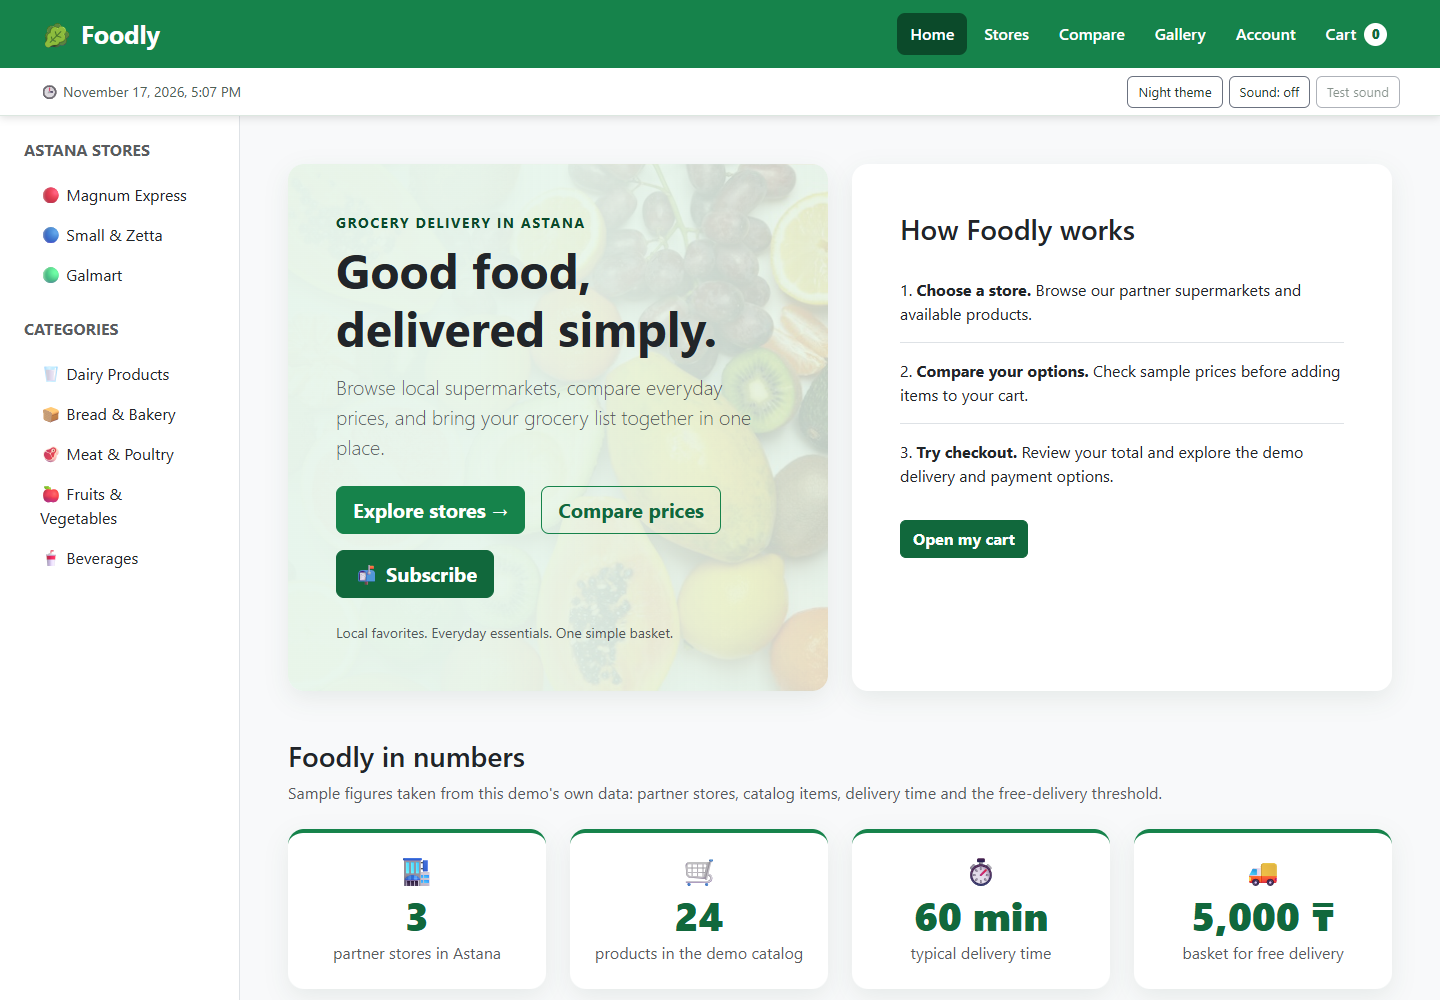 Foodly
Home
Stores
Compare
Gallery
Account
Cart 0
November 17, 2026, 5:07 PM
Night theme
Sound: off
Test sound
ASTANA STORES
Magnum Express
Small & Zetta
Galmart
CATEGORIES
Dairy Products
Bread & Bakery
Meat & Poultry
Fruits &
Vegetables
Beverages
GROCERY DELIVERY IN ASTANA
Good food,
delivered simply.
Browse local supermarkets, compare everyday
prices, and bring your grocery list together in one
place.
Explore stores →
Compare prices
Subscribe
Local favorites. Everyday essentials. One simple basket.
How Foodly works
1. Choose a store. Browse our partner supermarkets and
available products.
2. Compare your options. Check sample prices before adding
items to your cart.
3. Try checkout. Review your total and explore the demo
delivery and payment options.
Open my cart
Foodly in numbers
Sample figures taken from this demo's own data: partner stores, catalog items, delivery time and the free-delivery threshold.
3
partner stores in Astana
24
products in the demo catalog
60 min
typical delivery time
5,000 ₸
basket for free delivery